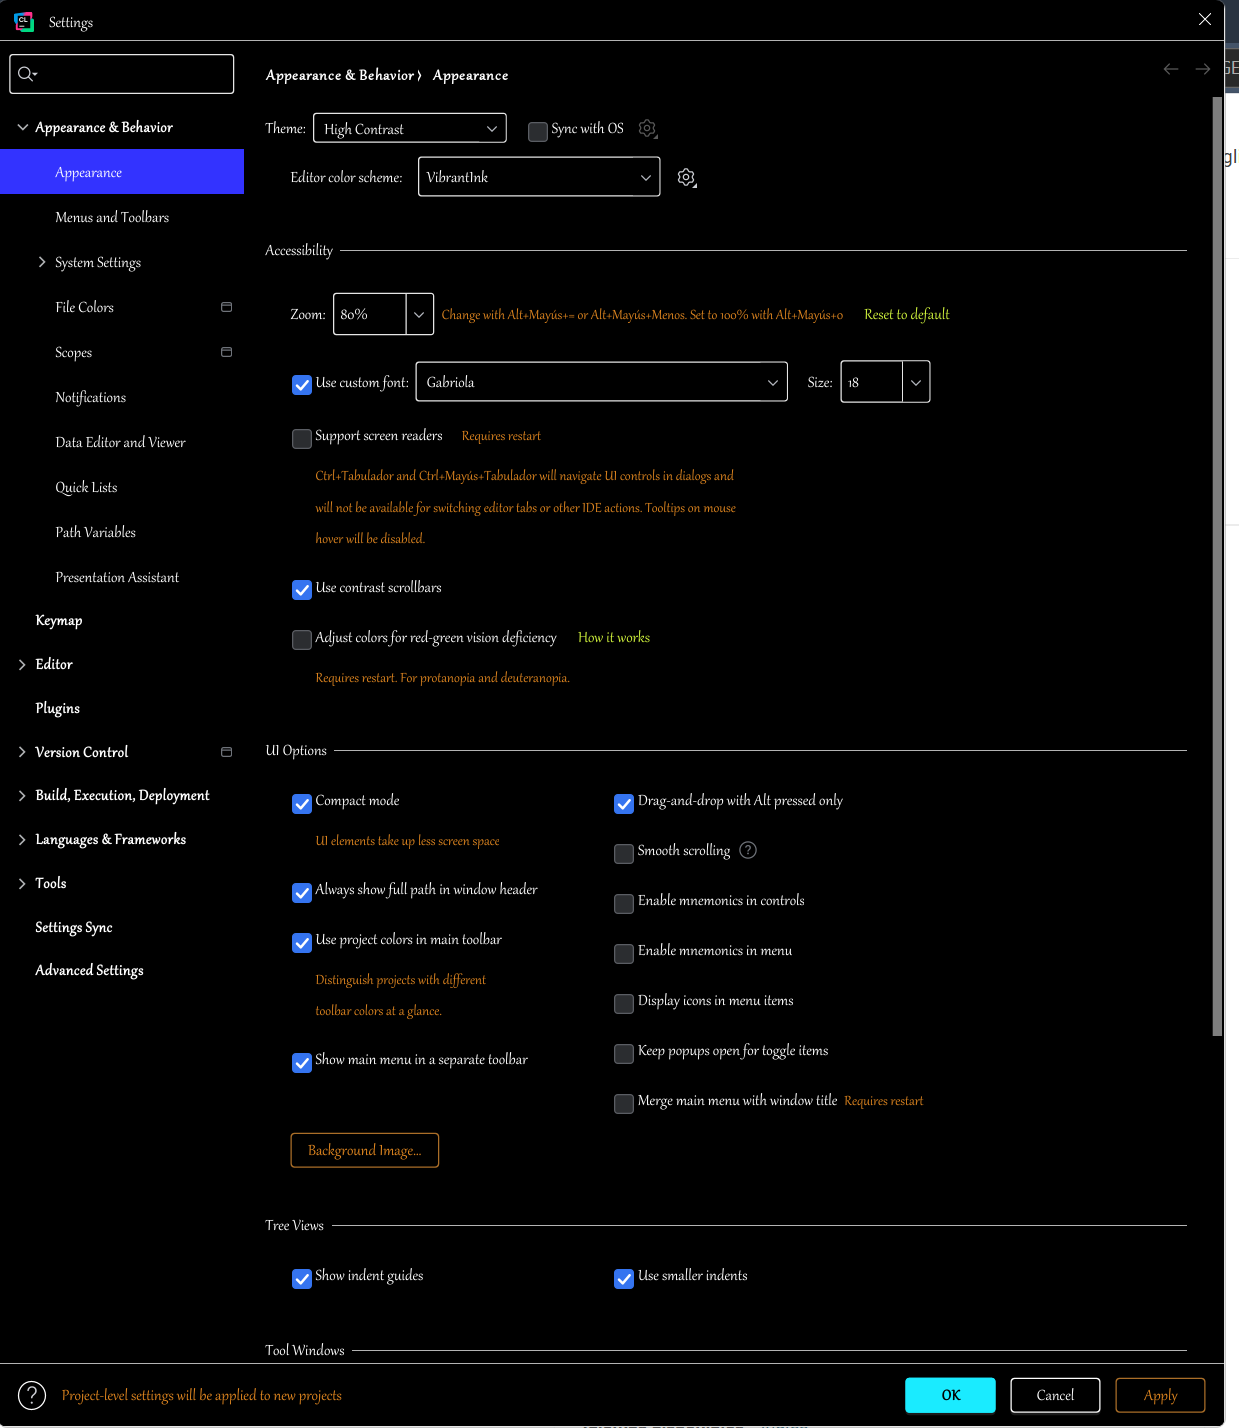 Settings
Appearance & Behavior › Appearance
Appearance & Behavior
Appearance
Menus and Toolbars
System Settings
File Colors
Scopes
Notifications
Data Editor and Viewer
Quick Lists
Path Variables
Presentation Assistant
Keymap
Editor
Plugins
Version Control
Build, Execution, Deployment
Languages & Frameworks
Tools
Settings Sync
Advanced Settings
Theme: High Contrast Sync with OS
Editor color scheme: VibrantInk
Accessibility
Zoom: 80% Change with Alt+Mayús+= or Alt+Mayús+Menos. Set to 100% with Alt+Mayús+0 Reset to default
Use custom font: Gabriola Size: 18
Support screen readers Requires restart
Ctrl+Tabulador and Ctrl+Mayús+Tabulador will navigate UI controls in dialogs and
will not be available for switching editor tabs or other IDE actions. Tooltips on mouse
hover will be disabled.
Use contrast scrollbars
Adjust colors for red-green vision deficiency How it works
Requires restart. For protanopia and deuteranopia.
UI Options
Compact mode
UI elements take up less screen space
Always show full path in window header
Use project colors in main toolbar
Distinguish projects with different
toolbar colors at a glance.
Show main menu in a separate toolbar
Drag-and-drop with Alt pressed only
Smooth scrolling
Enable mnemonics in controls
Enable mnemonics in menu
Display icons in menu items
Keep popups open for toggle items
Merge main menu with window title Requires restart
Background Image...
Tree Views
Show indent guides Use smaller indents
Tool Windows
Project-level settings will be applied to new projects
OK Cancel Apply